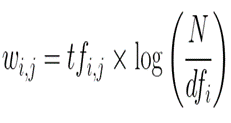 w_{i,j} = tf_{i,j} × log(N/df_i)